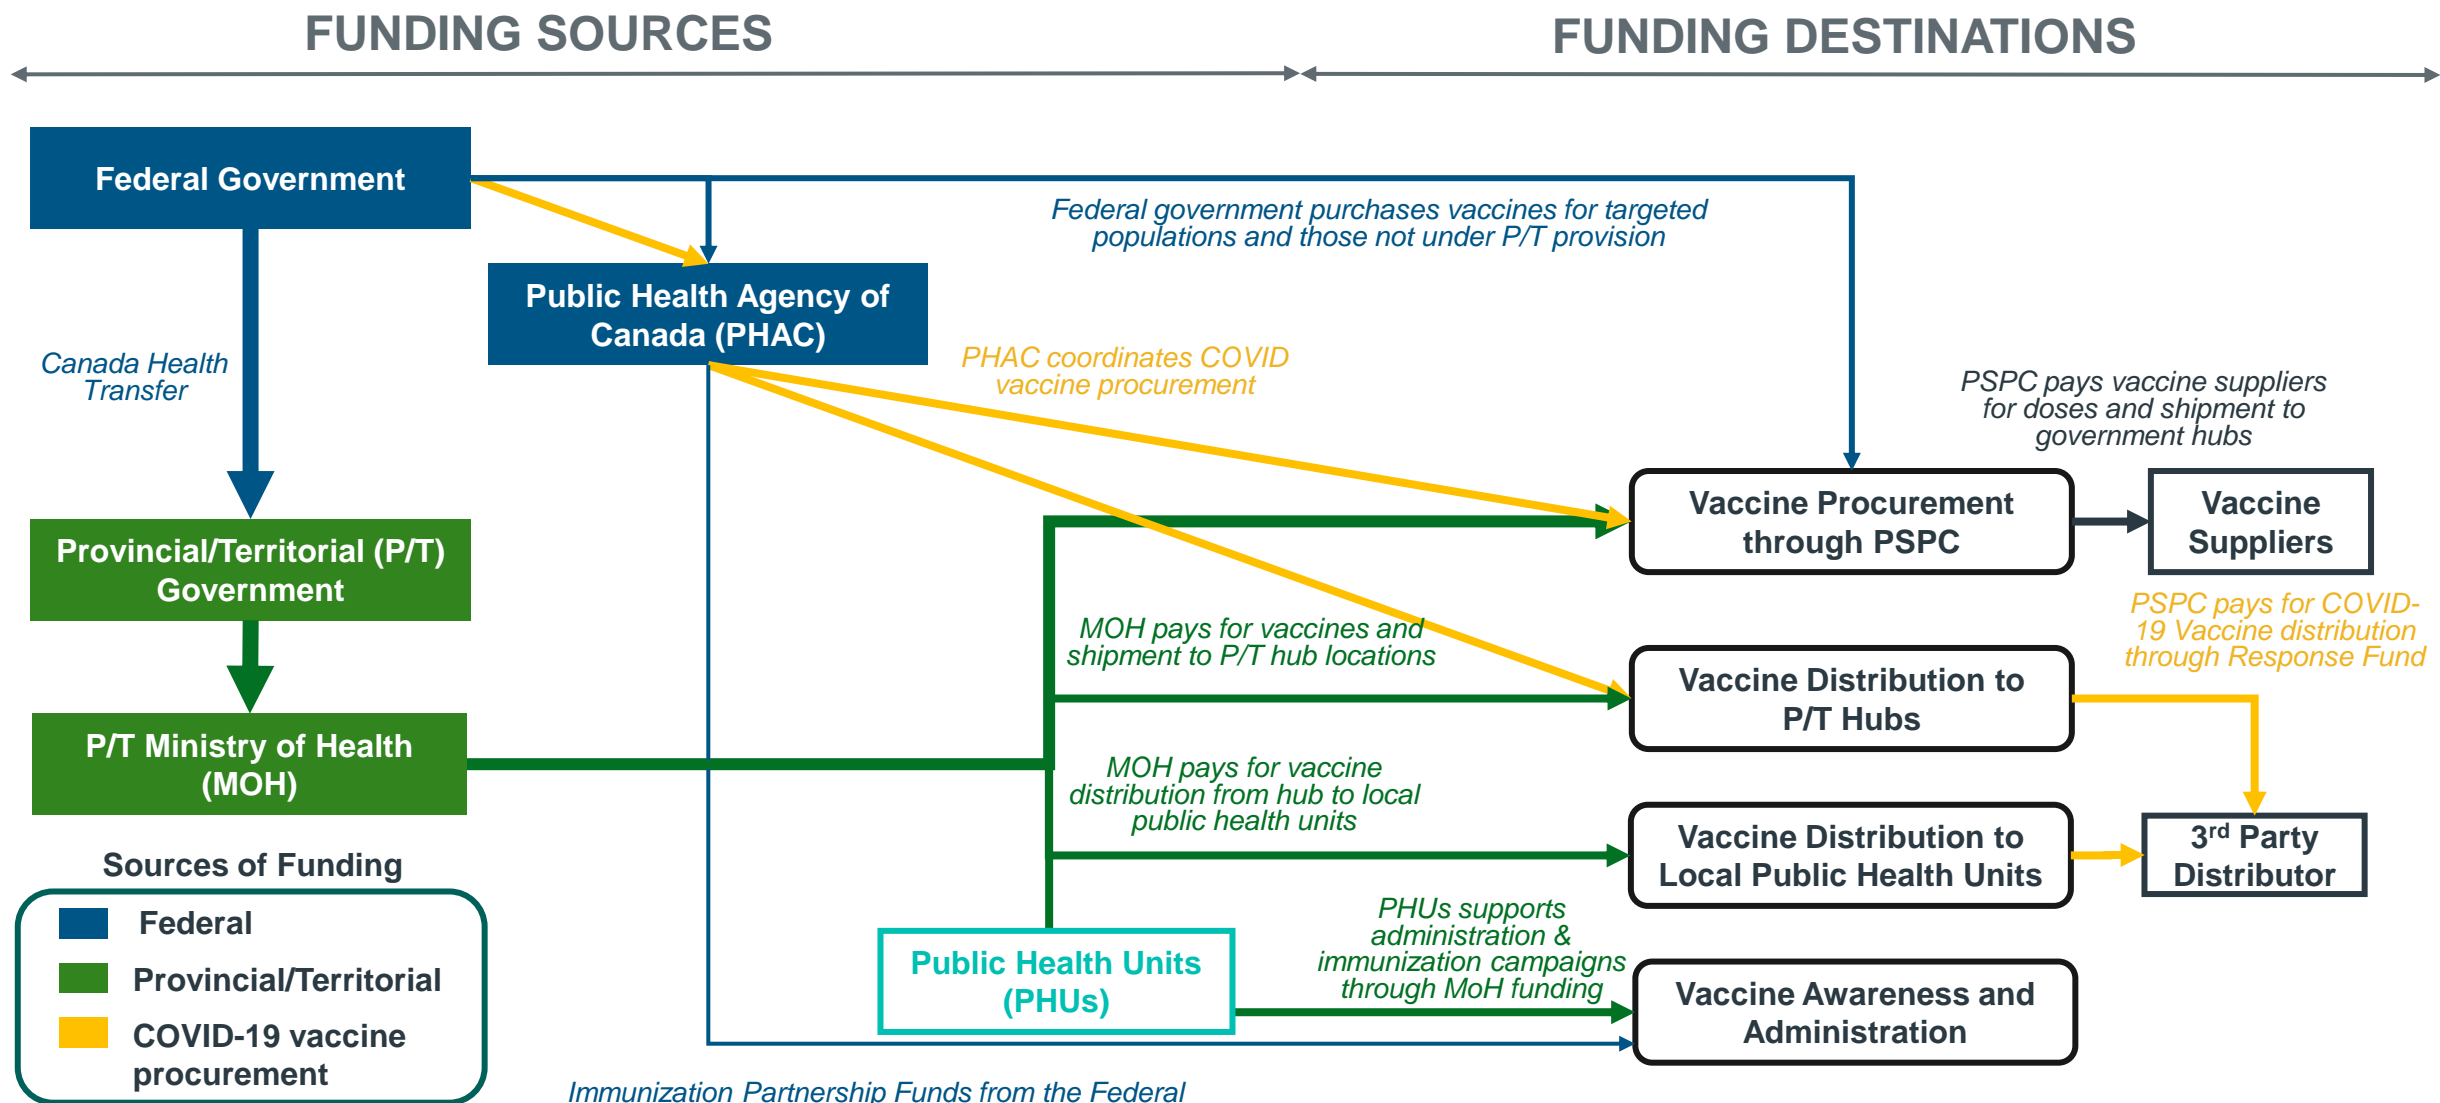 FUNDING SOURCES
FUNDING DESTINATIONS
Federal Government
Federal government purchases vaccines for targeted
populations and those not under P/T provision
Public Health Agency of
Canada (PHAC)
Canada Health
Transfer
PHAC coordinates COVID
vaccine procurement
PSPC pays vaccine suppliers
for doses and shipment to
government hubs
Provincial/Territorial (P/T)
Government
Vaccine Procurement
through PSPC
Vaccine
Suppliers
MOH pays for vaccines and
shipment to P/T hub locations
PSPC pays for COVID-
19 Vaccine distribution
through Response Fund
P/T Ministry of Health
(MOH)
Vaccine Distribution to
P/T Hubs
MOH pays for vaccine
distribution from hub to local
public health units
Vaccine Distribution to
Local Public Health Units
3rd Party
Distributor
Sources of Funding
Federal
Provincial/Territorial
COVID-19 vaccine
procurement
Public Health Units
(PHUs)
PHUs supports
administration &
immunization campaigns
through MoH funding
Vaccine Awareness and
Administration
Immunization Partnership Funds from the Federal